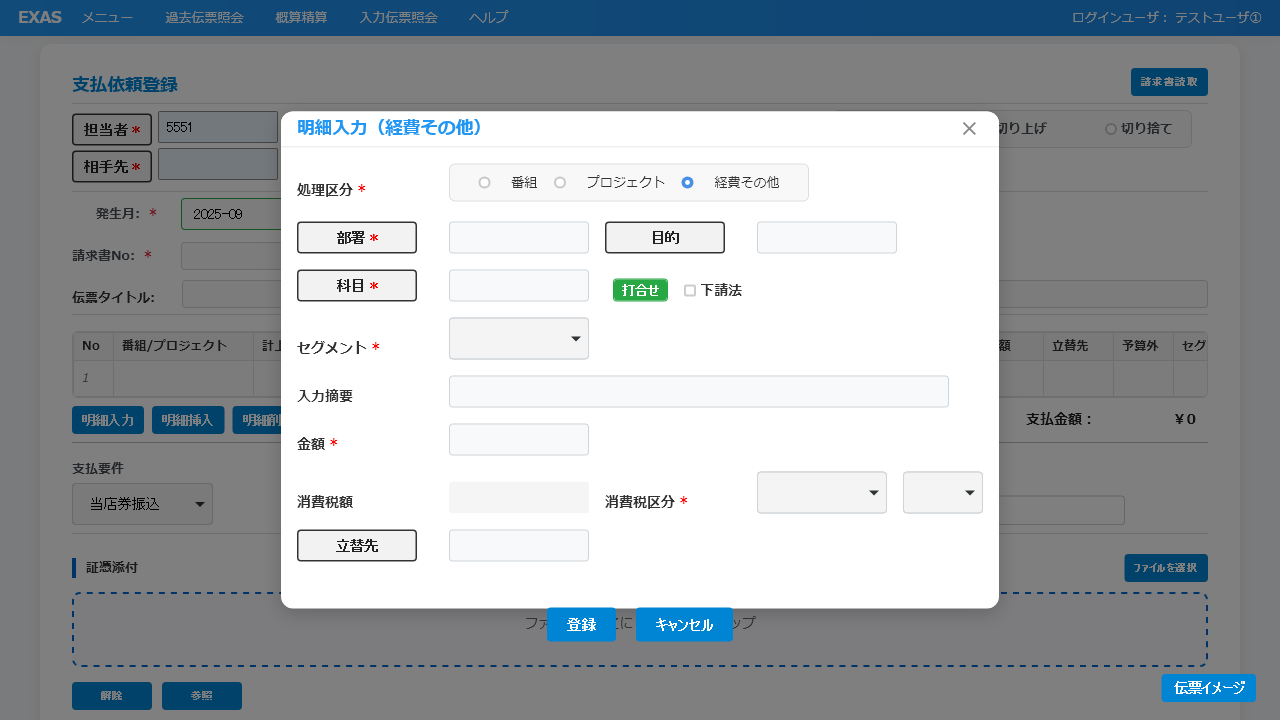 EXAS メニュー 過去伝票照会 概算精算 入力伝票照会 ヘルプ ログインユーザ： テストユーザ①
支払依頼登録 請求書読取
担当者* 5551 切り上げ 切り捨て
相手先*
発生月: * 2025-09
請求書No: *
伝票タイトル:
No 番組/プロジェクト 計上 額 立替先 予算外 セグ
1
明細入力 明細挿入 明細削 支払金額： ￥0
支払要件
当店券振込
証憑添付 ファイルを選択
解除 参照 伝票イメージ
明細入力（経費その他）
処理区分 * 番組 プロジェクト 経費その他
部署* 目的
科目* 打合せ 下請法
セグメント *
入力摘要
金額 *
消費税額 消費税区分 *
立替先
登録 キャンセル